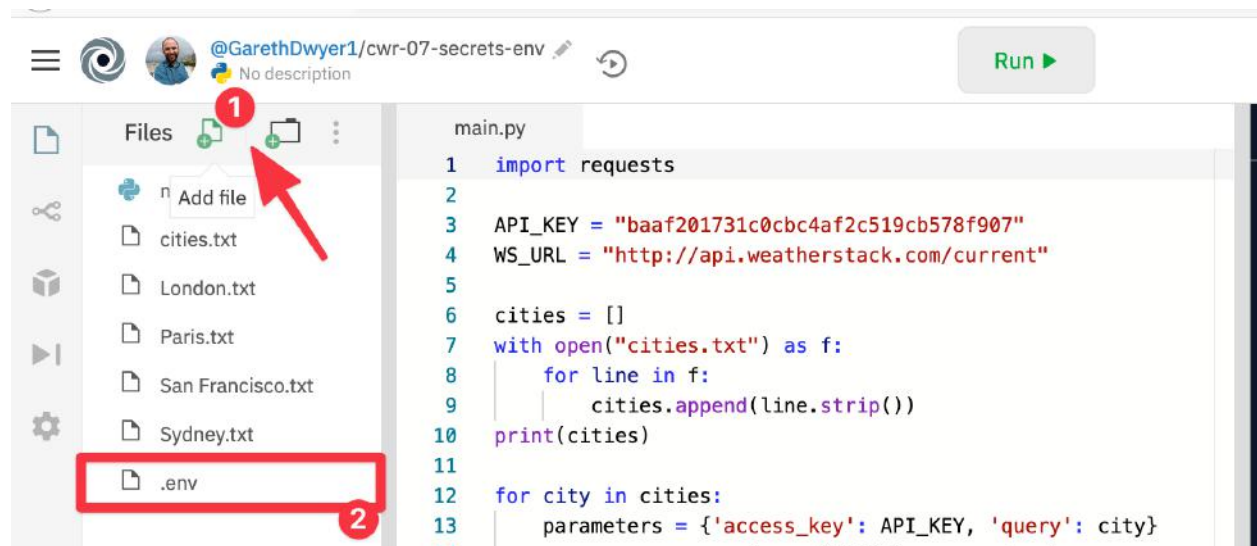 @GarethDwyer1/cwr-07-secrets-env
No description
Run
1
Files
Add file
cities.txt
London.txt
Paris.txt
San Francisco.txt
Sydney.txt
.env
2
main.py
1 import requests
2
3 API_KEY = "baaf201731c0cbc4af2c519cb578f907"
4 WS_URL = "http://api.weatherstack.com/current"
5
6 cities = []
7 with open("cities.txt") as f:
8 for line in f:
9 cities.append(line.strip())
10 print(cities)
11
12 for city in cities:
13 parameters = {'access_key': API_KEY, 'query': city}